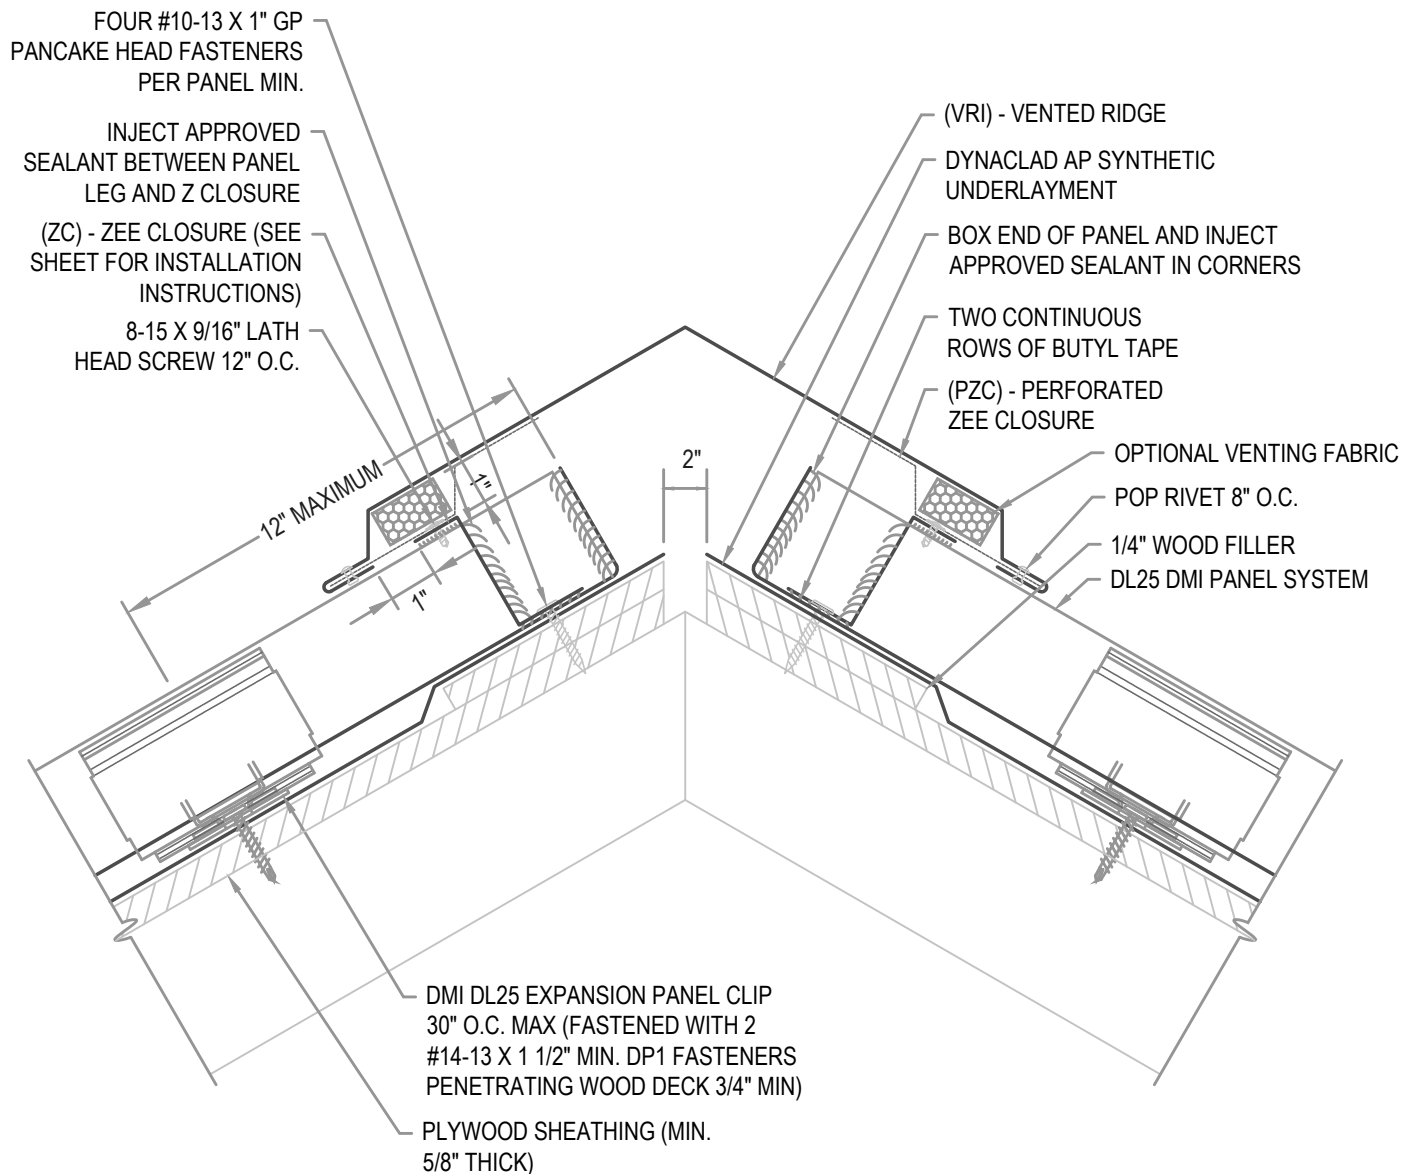 FOUR #10-13 X 1" GP
PANCAKE HEAD FASTENERS
PER PANEL MIN.
INJECT APPROVED
SEALANT BETWEEN PANEL
LEG AND Z CLOSURE
(ZC) - ZEE CLOSURE (SEE
SHEET FOR INSTALLATION
INSTRUCTIONS)
8-15 X 9/16" LATH
HEAD SCREW 12" O.C.
(VRI) - VENTED RIDGE
DYNACLAD AP SYNTHETIC
UNDERLAYMENT
BOX END OF PANEL AND INJECT
APPROVED SEALANT IN CORNERS
TWO CONTINUOUS
ROWS OF BUTYL TAPE
(PZC) - PERFORATED
ZEE CLOSURE
OPTIONAL VENTING FABRIC
POP RIVET 8" O.C.
1/4" WOOD FILLER
DL25 DMI PANEL SYSTEM
12" MAXIMUM
1"
1"
2"
DMI DL25 EXPANSION PANEL CLIP
30" O.C. MAX (FASTENED WITH 2
#14-13 X 1 1/2" MIN. DP1 FASTENERS
PENETRATING WOOD DECK 3/4" MIN)
PLYWOOD SHEATHING (MIN.
5/8" THICK)